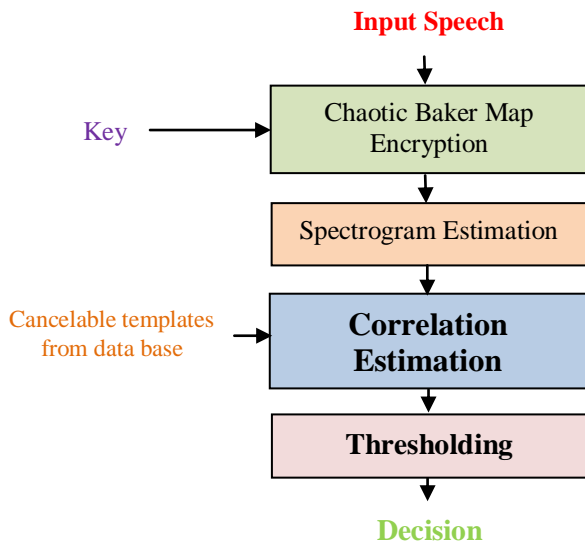 Input Speech
Chaotic Baker Map
Encryption
Key
Spectrogram Estimation
Cancelable templates
from data base
Correlation
Estimation
Thresholding
Decision